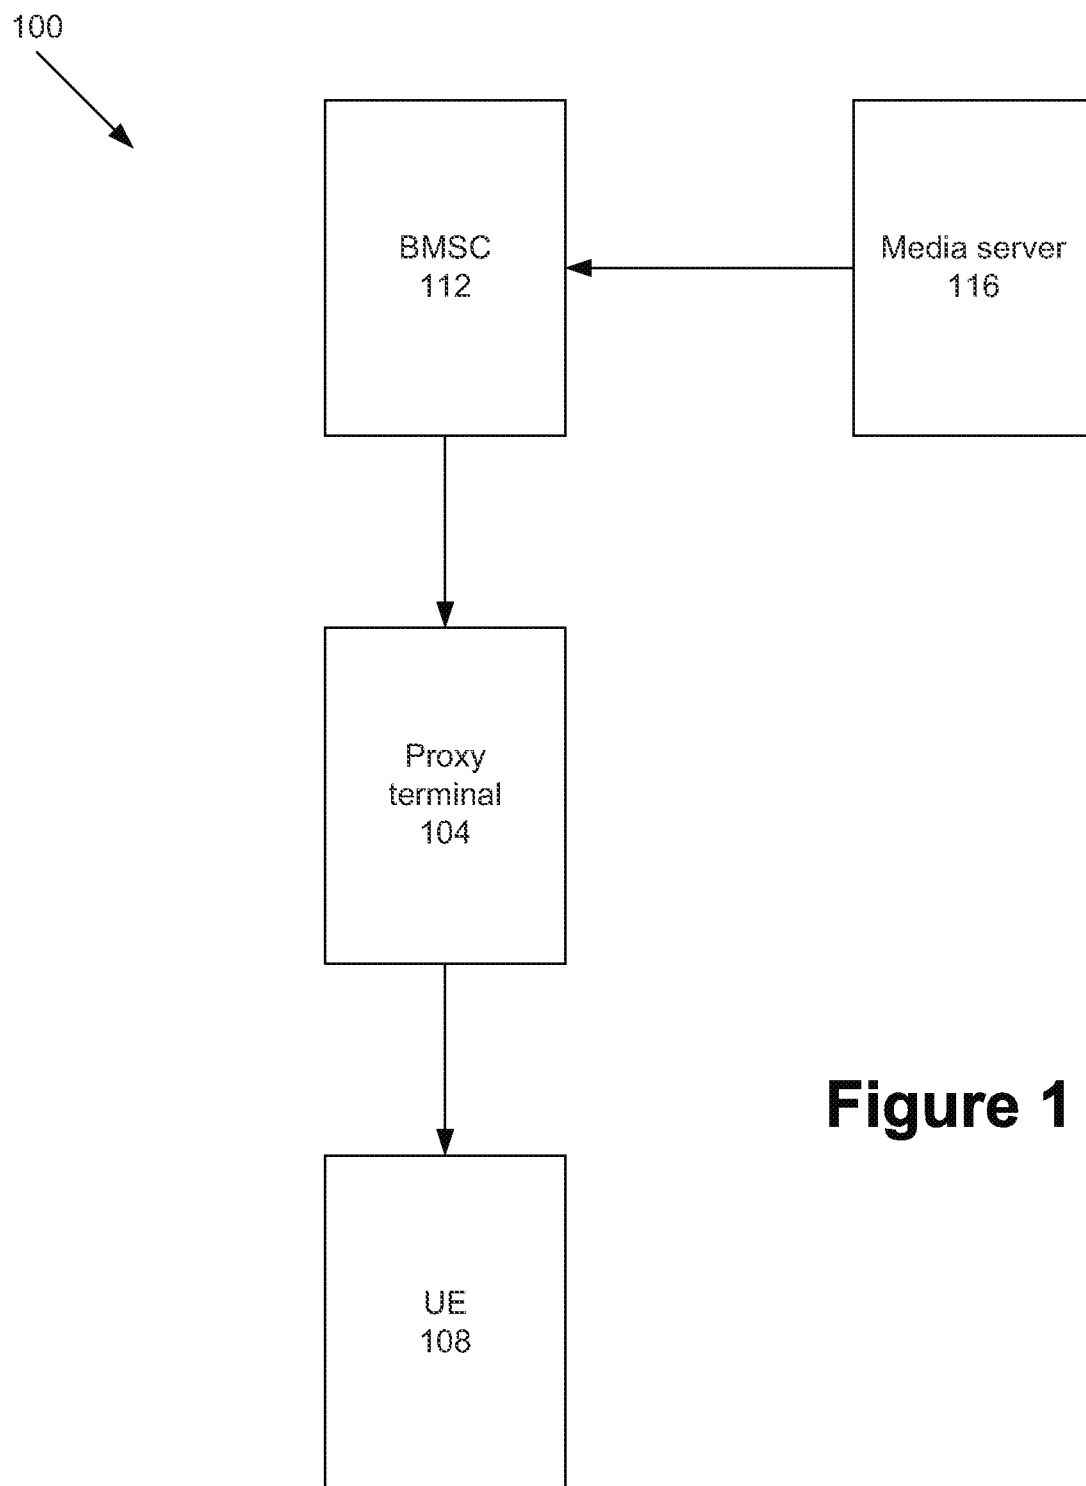 100
BMSC
112
Media server
116
Proxy
terminal
104
Figure 1
UE
108